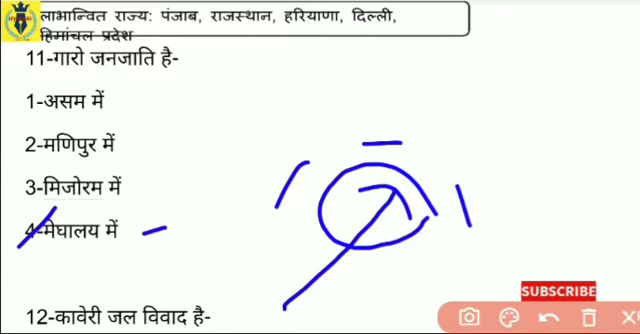 लाभान्वित राज्य: पंजाब, राजस्थान, हरियाणा, दिल्ली,
हिमांचल प्रदेश
11-गारो जनजाति है-
1-असम में
2-मणिपुर में
3-मिजोरम में
4-मेघालय में
12-कावेरी जल विवाद है-
SUBSCRIBE